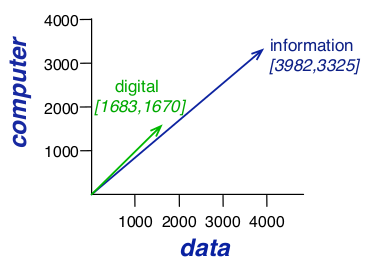 4000
information
3000
[3982,3325]
digital
computer
2000
[1683,1670]
1000
1000 2000 3000 4000
data